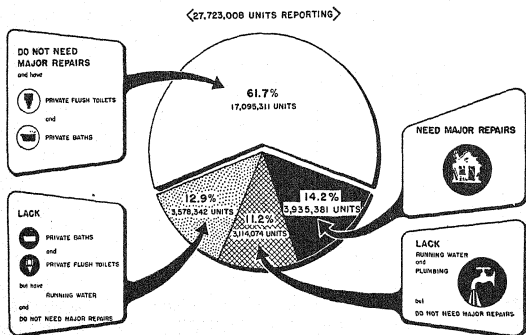 27,723,008 UNITS REPORTING
DO NOT NEED
MAJOR REPAIRS
and have
PRIVATE FLUSH TOILETS
and
PRIVATE BATHS
61.7%
17,095,311 UNITS
NEED MAJOR REPAIRS
14.2%
3,935,381 UNITS
12.9%
3,578,342 UNITS
11.2%
3,114,074 UNITS
LACK
PRIVATE BATHS
and
PRIVATE FLUSH TOILETS
but have
RUNNING WATER
and
DO NOT NEED MAJOR REPAIRS
LACK
RUNNING WATER
and
PLUMBING
but
DO NOT NEED MAJOR REPAIRS